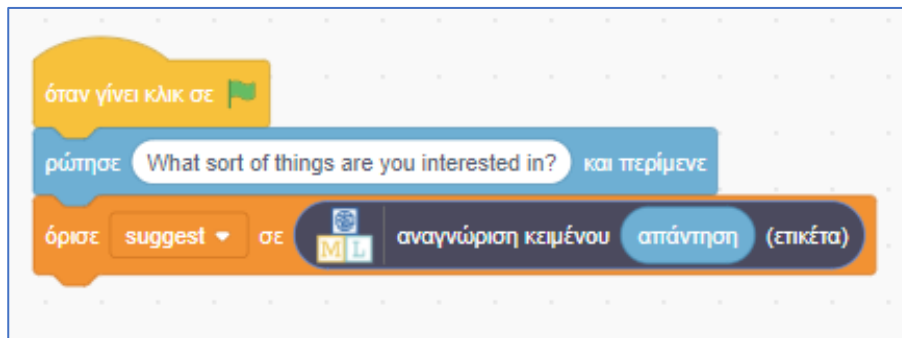 όταν γίνει κλικ σε
ρώτησε What sort of things are you interested in? και περίμενε
όρισε suggest σε ML αναγνώριση κειμένου απάντηση (ετικέτα)